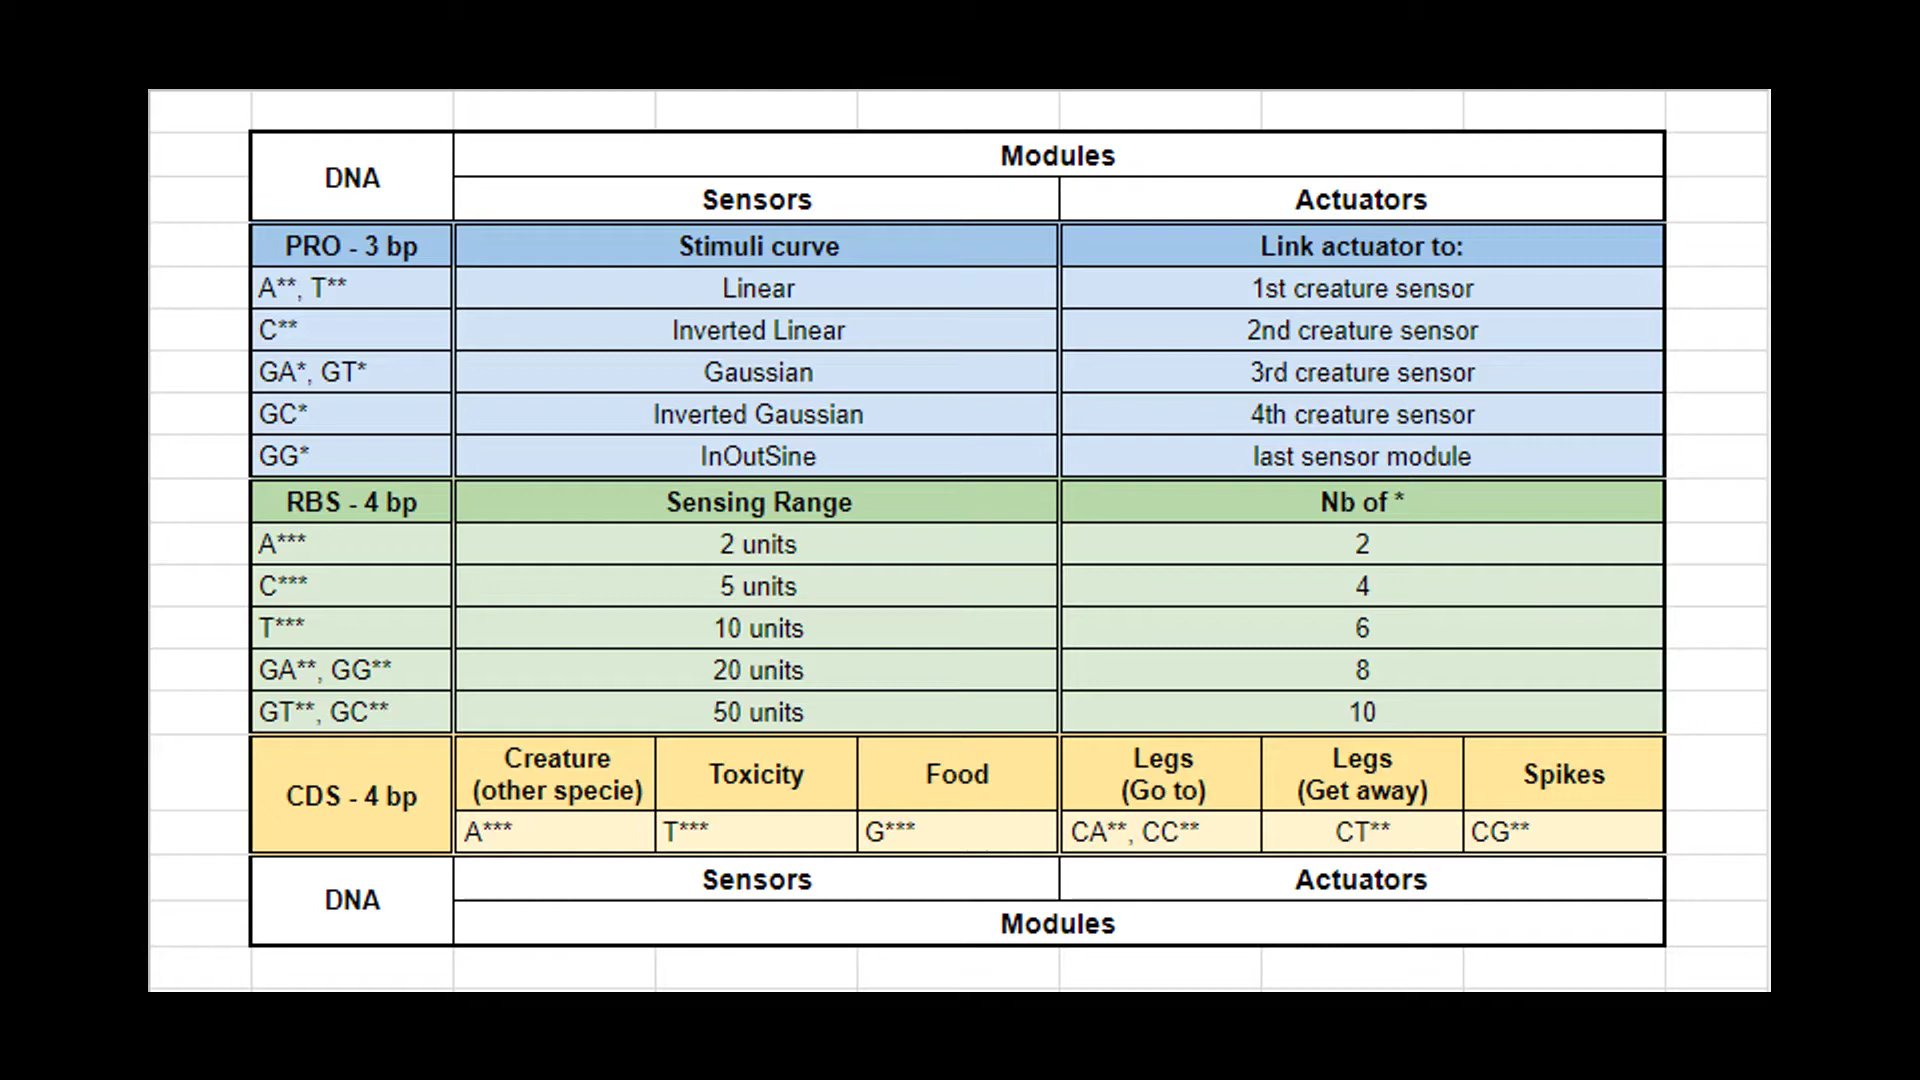 DNA
Modules
Sensors Actuators
PRO - 3 bp Stimuli curve Link actuator to:
A**, T** Linear 1st creature sensor
C** Inverted Linear 2nd creature sensor
GA*, GT* Gaussian 3rd creature sensor
GC* Inverted Gaussian 4th creature sensor
GG* InOutSine last sensor module
RBS - 4 bp Sensing Range Nb of *
A*** 2 units 2
C*** 5 units 4
T*** 10 units 6
GA**, GG** 20 units 8
GT**, GC** 50 units 10
CDS - 4 bp
Creature
(other specie)
Toxicity
Food
Legs
(Go to)
Legs
(Get away)
Spikes
A*** T*** G*** CA**, CC** CT** CG**
DNA
Sensors Actuators
Modules